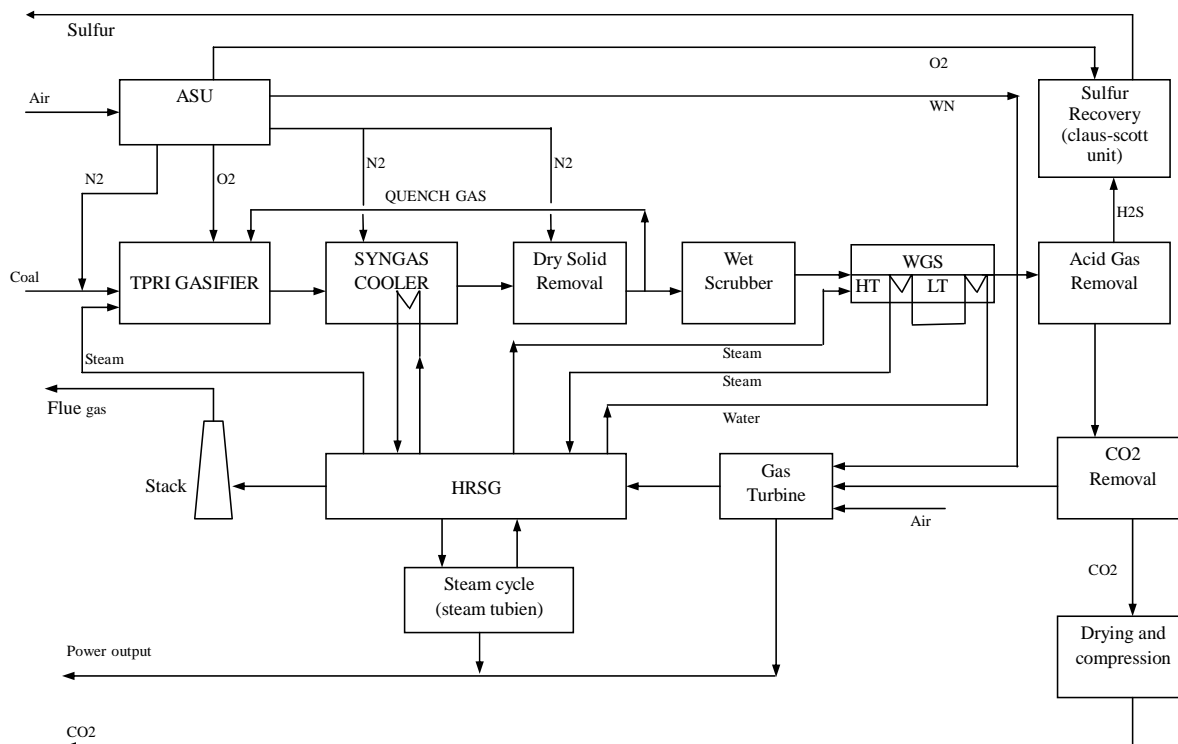 Sulfur
O2
ASU
Air
WN
Sulfur
Recovery
(claus-scott
unit)
N2
O2
N2
N2
QUENCH GAS
H2S
Coal
TPRI GASIFIER
SYNGAS
COOLER
Dry Solid
Removal
Wet
Scrubber
WGS
HT
LT
Acid Gas
Removal
Steam
Steam
Steam
Flue gas
Water
Stack
HRSG
Gas
Turbine
CO2
Removal
Air
CO2
Steam cycle
(steam tubien)
Drying and
compression
Power output
CO2